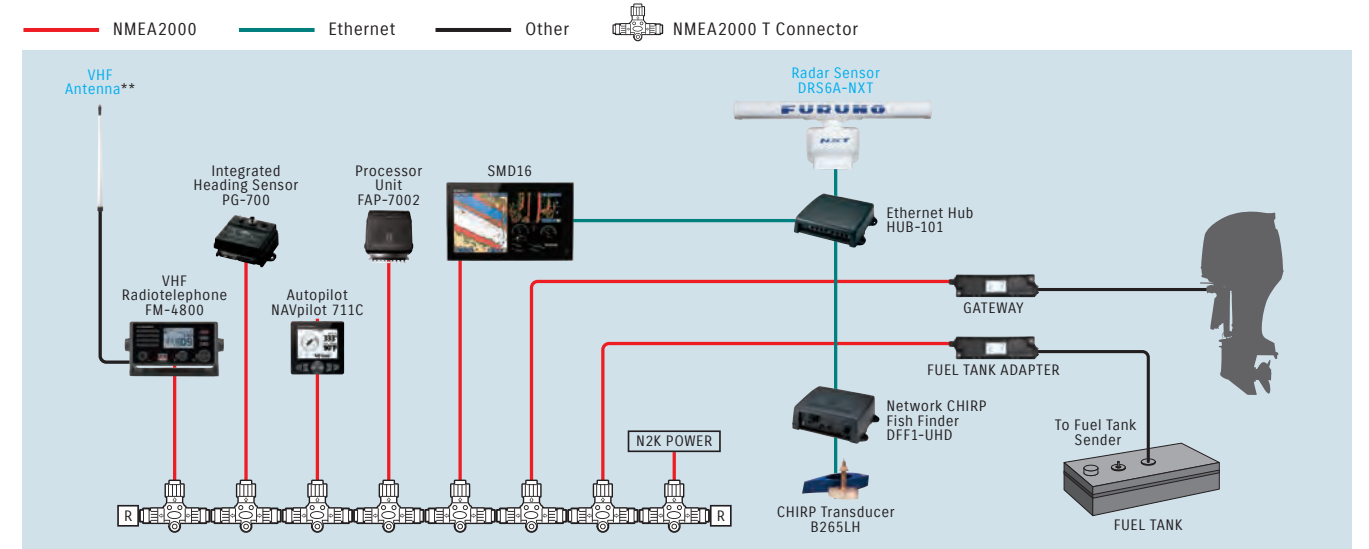 NMEA2000
Ethernet
Other
NMEA2000 T Connector
VHF
Antenna**
Radar Sensor
DRS6A-NXT
FURUNO
NXT
Integrated
Heading Sensor
PG-700
Processor
Unit
FAP-7002
SMD16
Ethernet Hub
HUB-101
VHF
Radiotelephone
FM-4800
Autopilot
NAVpilot 711C
GATEWAY
FUEL TANK ADAPTER
Network CHIRP
Fish Finder
DFF1-UHD
To Fuel Tank
Sender
N2K POWER
R
R
CHIRP Transducer
B265LH
FUEL TANK